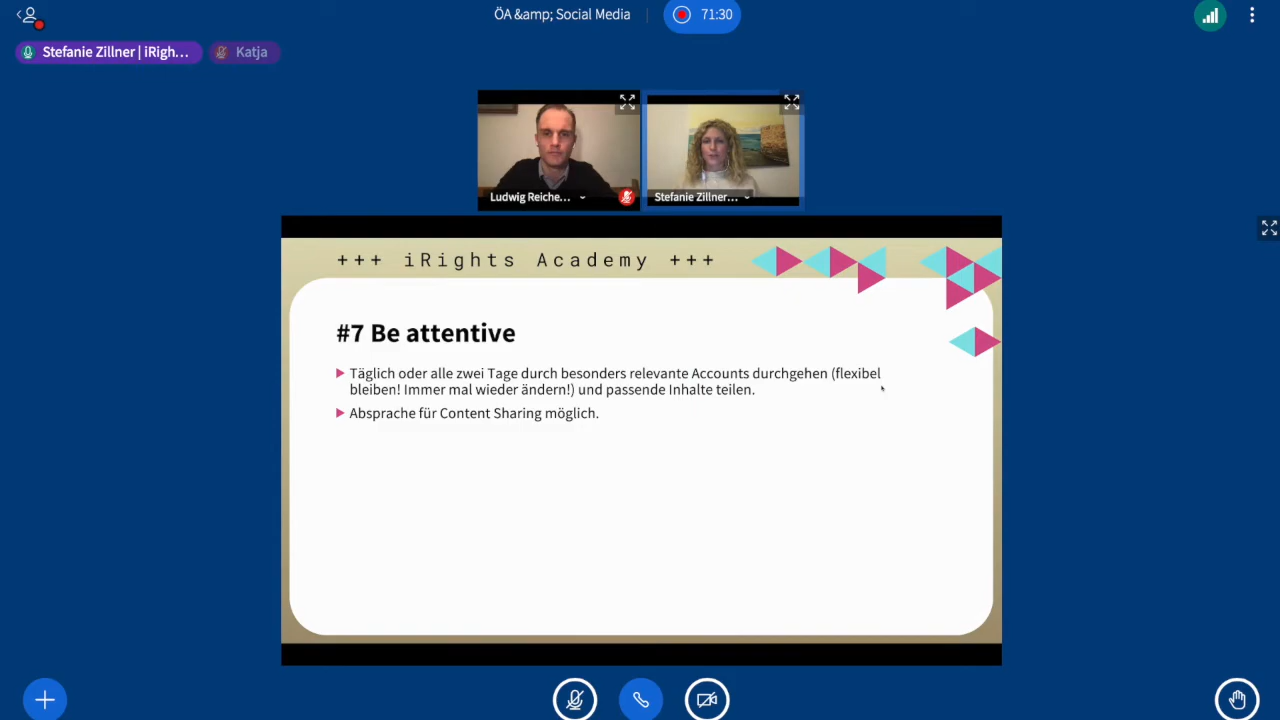 ÖA &amp; Social Media
71:30
Stefanie Zillner | iRigh...
Katja
Ludwig Reiche...
Stefanie Zillner...
+++ iRights Academy +++
#7 Be attentive
Täglich oder alle zwei Tage durch besonders relevante Accounts durchgehen (flexibel
bleiben! Immer mal wieder ändern!) und passende Inhalte teilen.
Absprache für Content Sharing möglich.